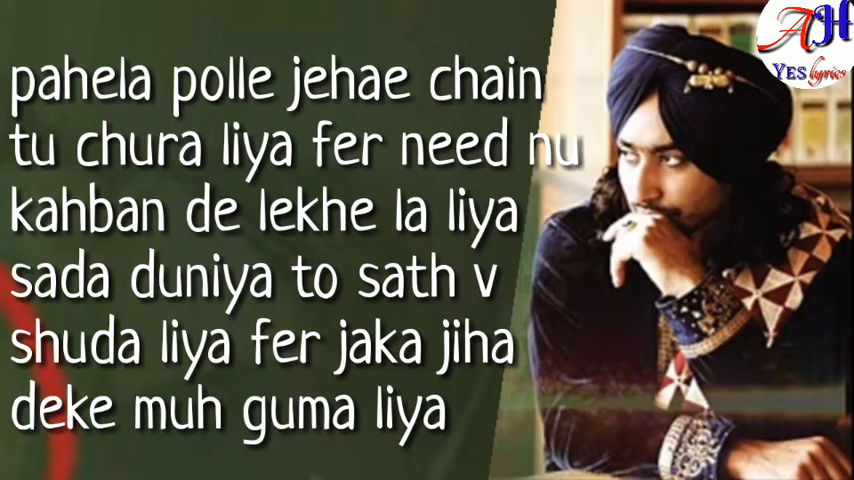 pahela polle jehae chain
tu chura liya fer need nu
kahban de lekhe la liya
sada duniya to sath v
shuda liya fer jaka jiha
deke muh guma liya
AH
YES lyrics